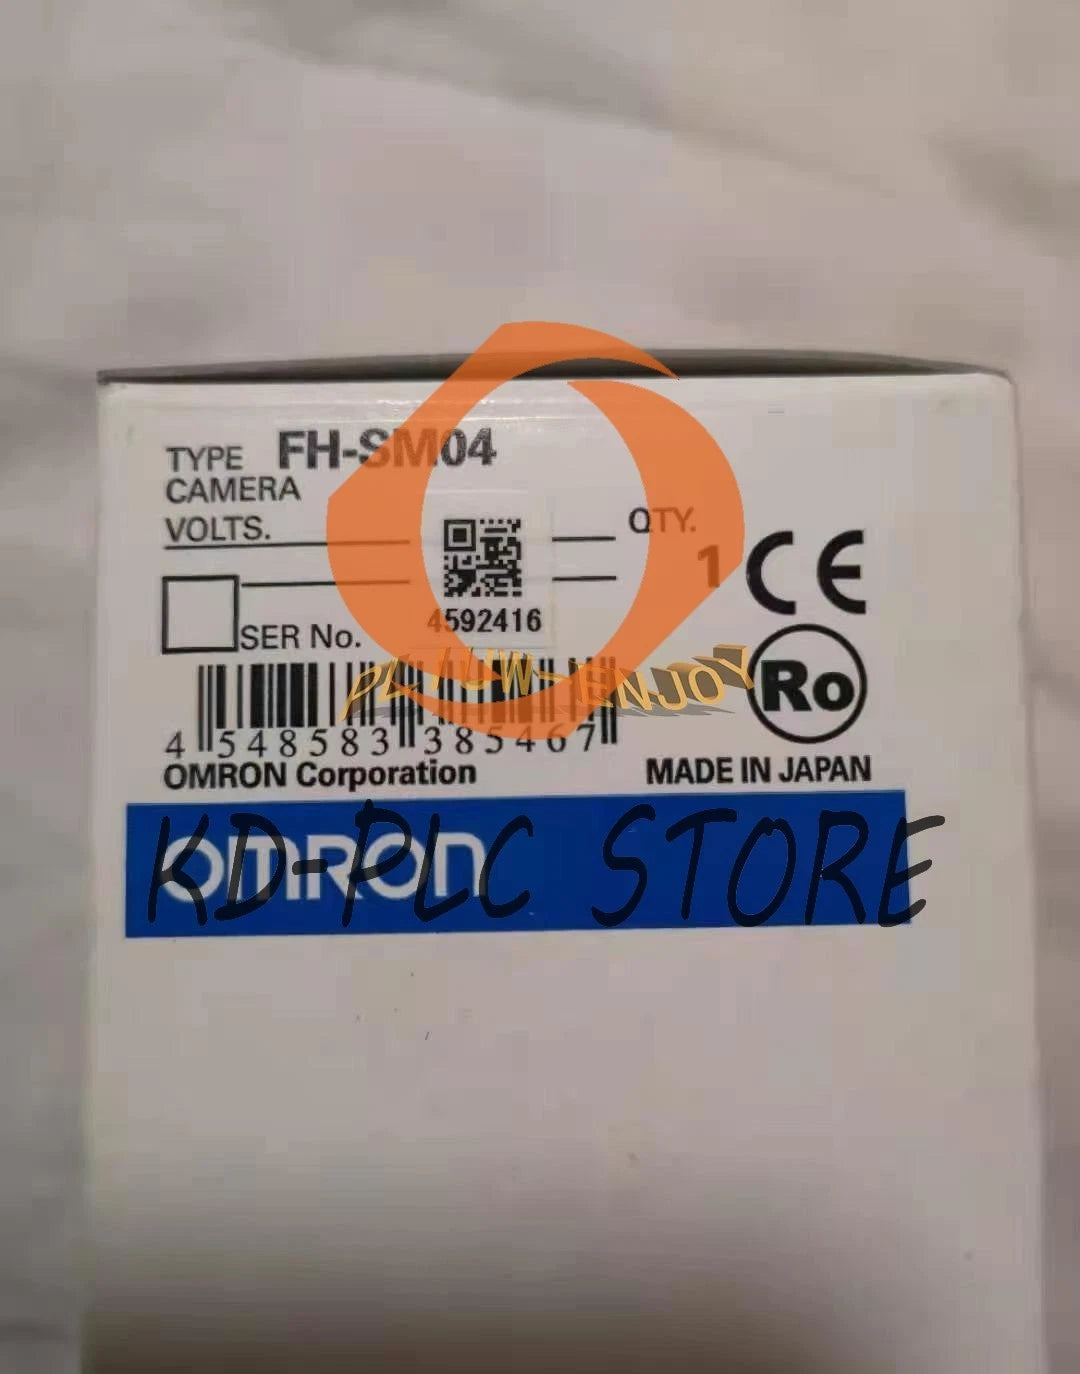 TYPE FH-SM04
CAMERA
VOLTS.
QTY.
1
CE
4592416
SER No.
Ro
4 548583 385467
OMRON Corporation
MADE IN JAPAN
OMRON
KD-PLC STORE